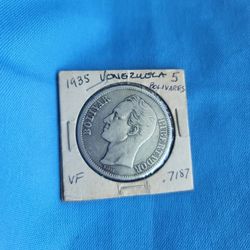 1935 VENEZUELA 5
BOLIVARES
BOLIVAR
LIBERTADOR
VF
.7187